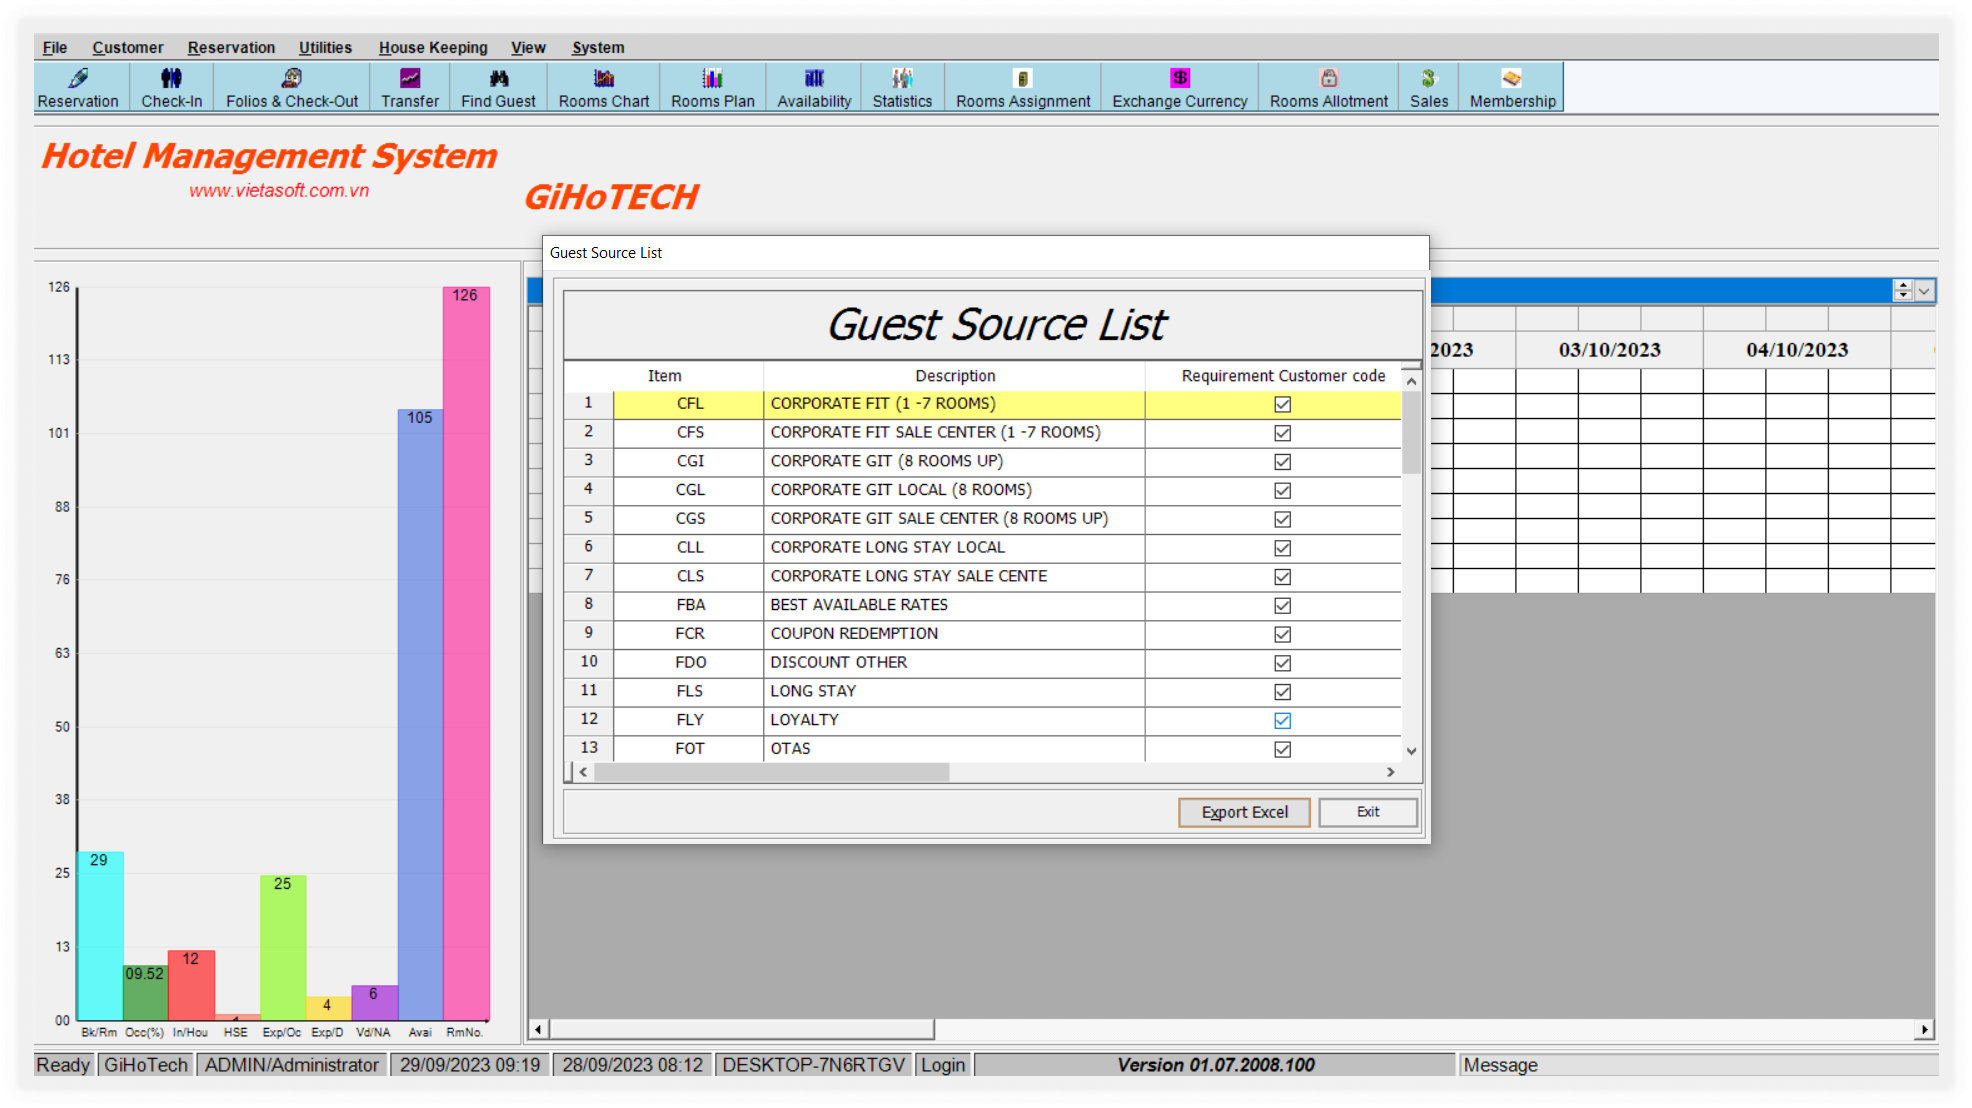 File Customer Reservation Utilities House Keeping View System
Reservation Check-In Folios & Check-Out Transfer Find Guest Rooms Chart Rooms Plan Availability Statistics Rooms Assignment Exchange Currency Rooms Allotment Sales Membership
Hotel Management System
www.vietasoft.com.vn
GiHoTECH
Guest Source List
Guest Source List
Item Description Requirement Customer code
1 CFL CORPORATE FIT (1 -7 ROOMS)
2 CFS CORPORATE FIT SALE CENTER (1 -7 ROOMS)
3 CGI CORPORATE GIT (8 ROOMS UP)
4 CGL CORPORATE GIT LOCAL (8 ROOMS)
5 CGS CORPORATE GIT SALE CENTER (8 ROOMS UP)
6 CLL CORPORATE LONG STAY LOCAL
7 CLS CORPORATE LONG STAY SALE CENTE
8 FBA BEST AVAILABLE RATES
9 FCR COUPON REDEMPTION
10 FDO DISCOUNT OTHER
11 FLS LONG STAY
12 FLY LOYALTY
13 FOT OTAS
Export Excel Exit
2023 03/10/2023 04/10/2023
126
113
101
88
76
63
50
38
25
13
00
29 09.52 12 25 4 6 105 126
Bk/Rm Occ(%) In/Hou HSE Exp/Oc Exp/D Vd/NA Avai RmNo.
Ready GiHoTech ADMIN/Administrator 29/09/2023 09:19 28/09/2023 08:12 DESKTOP-7N6RTGV Login Version 01.07.2008.100 Message